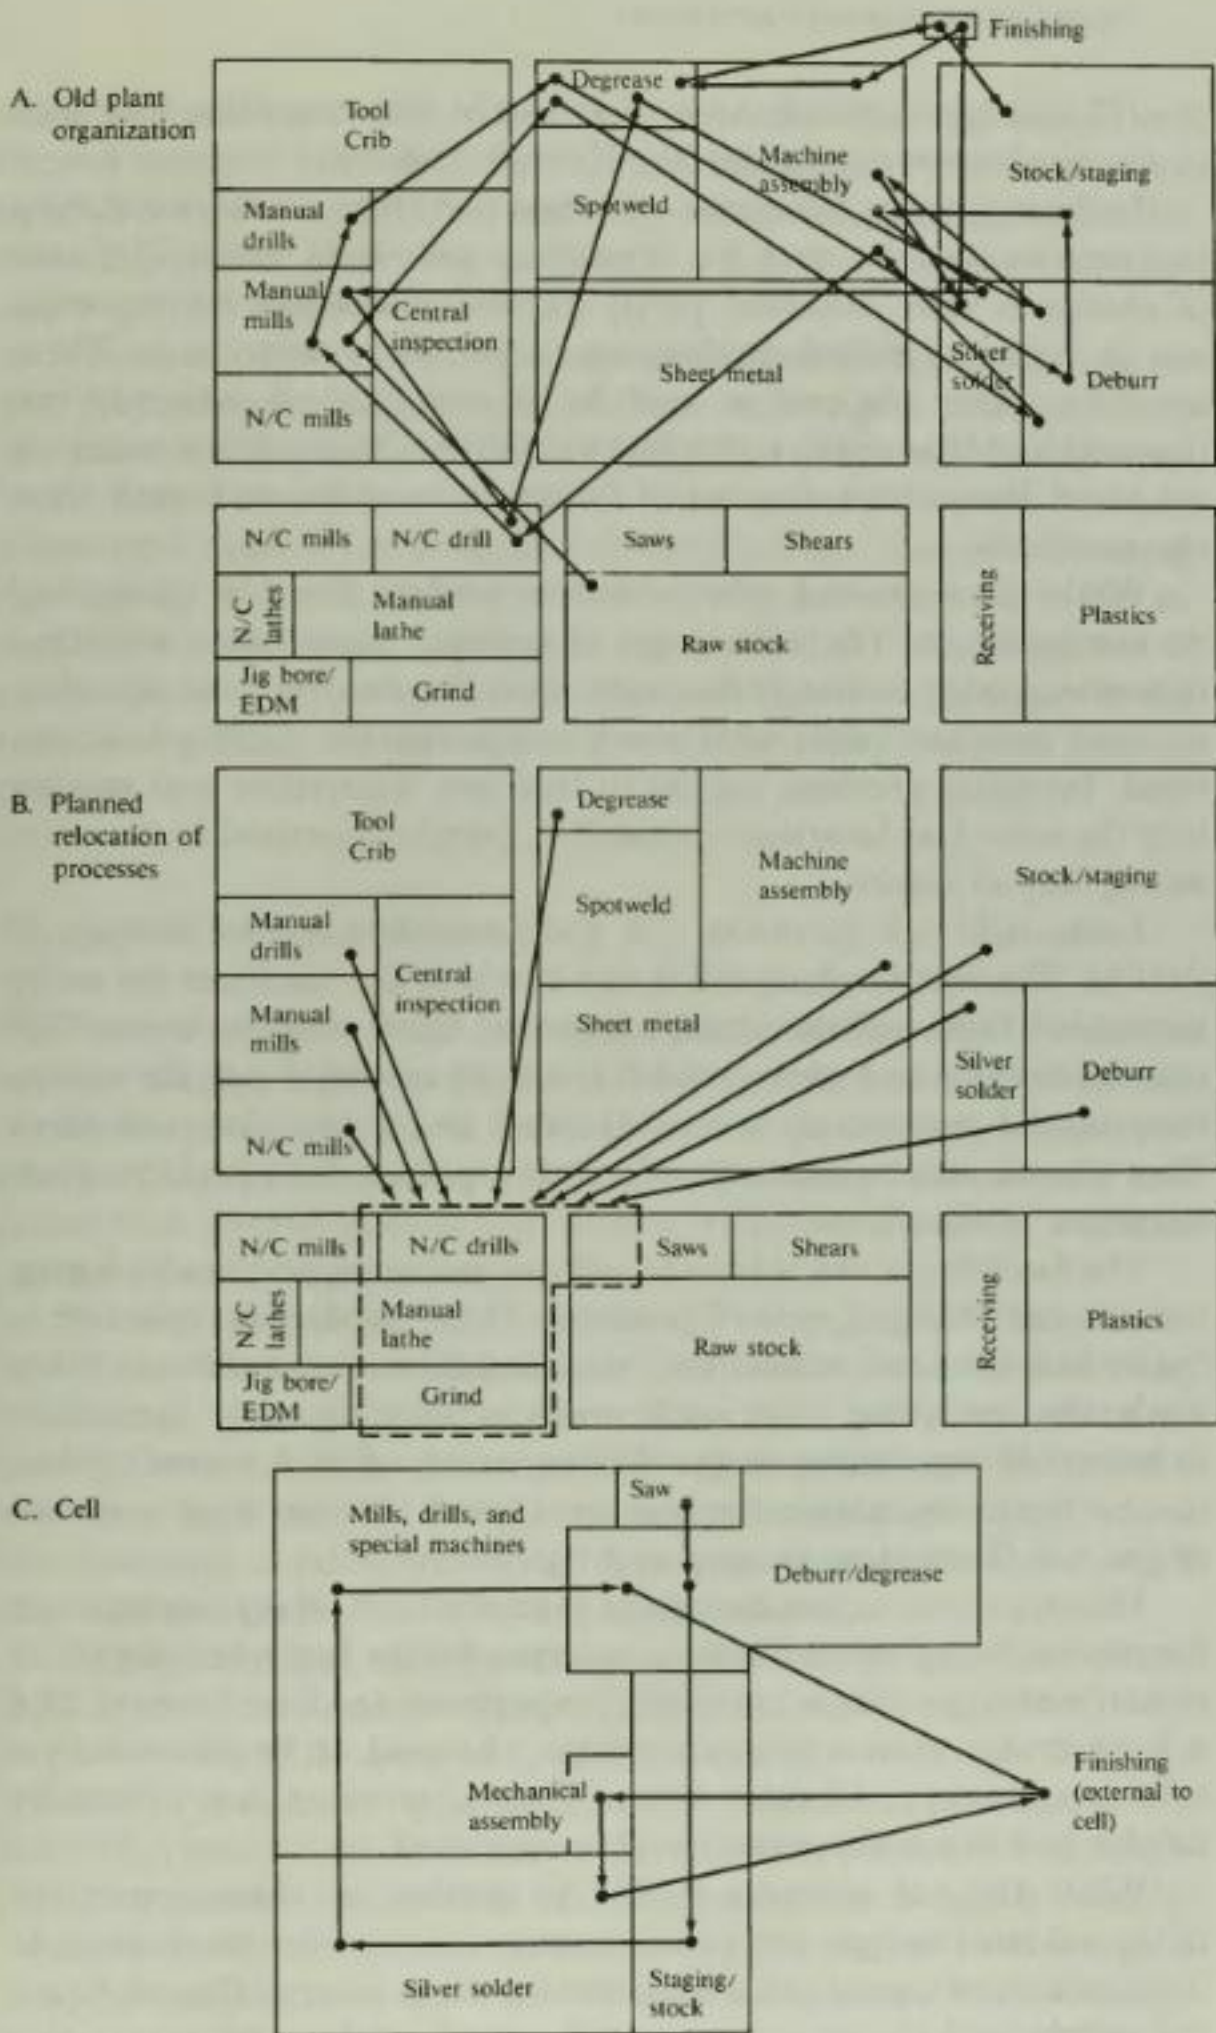 Finishing
A. Old plant
organization
Tool
Crib
Degrease
Machine
assembly
Stock/staging
Manual
drills
Spotweld
Manual
mills
Central
inspection
Sheet metal
Silver
solder
Deburr
N/C mills
N/C mills
N/C drill
Saws
Shears
N/C
lathes
Manual
lathe
Raw stock
Receiving
Plastics
Jig bore/
EDM
Grind
B. Planned
relocation of
processes
Tool
Crib
Degrease
Machine
assembly
Stock/staging
Spotweld
Manual
drills
Central
inspection
Manual
mills
Sheet metal
Silver
solder
Deburr
N/C mills
N/C mills
N/C drills
Saws
Shears
N/C
lathes
Manual
lathe
Raw stock
Receiving
Plastics
Jig bore/
EDM
Grind
C. Cell
Saw
Mills, drills, and
special machines
Deburr/degrease
Mechanical
assembly
Finishing
(external to
cell)
Silver solder
Staging/
stock